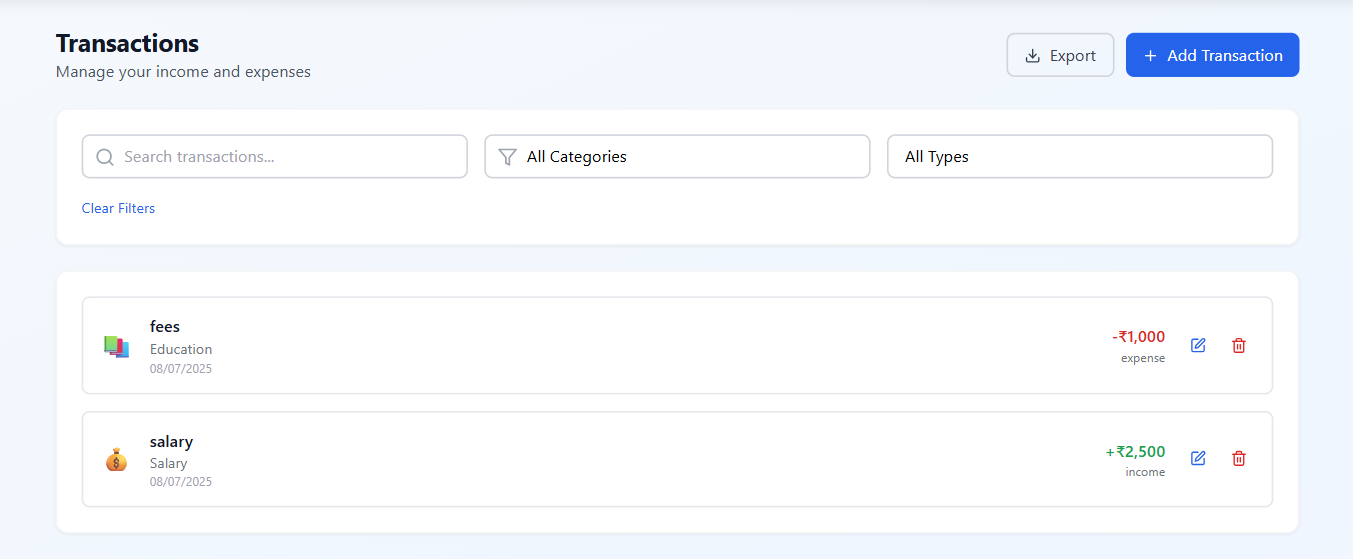 Transactions
Manage your income and expenses
Export
+ Add Transaction
Search transactions...
All Categories
All Types
Clear Filters
fees
Education
08/07/2025
-₹1,000
expense
salary
Salary
08/07/2025
+₹2,500
income